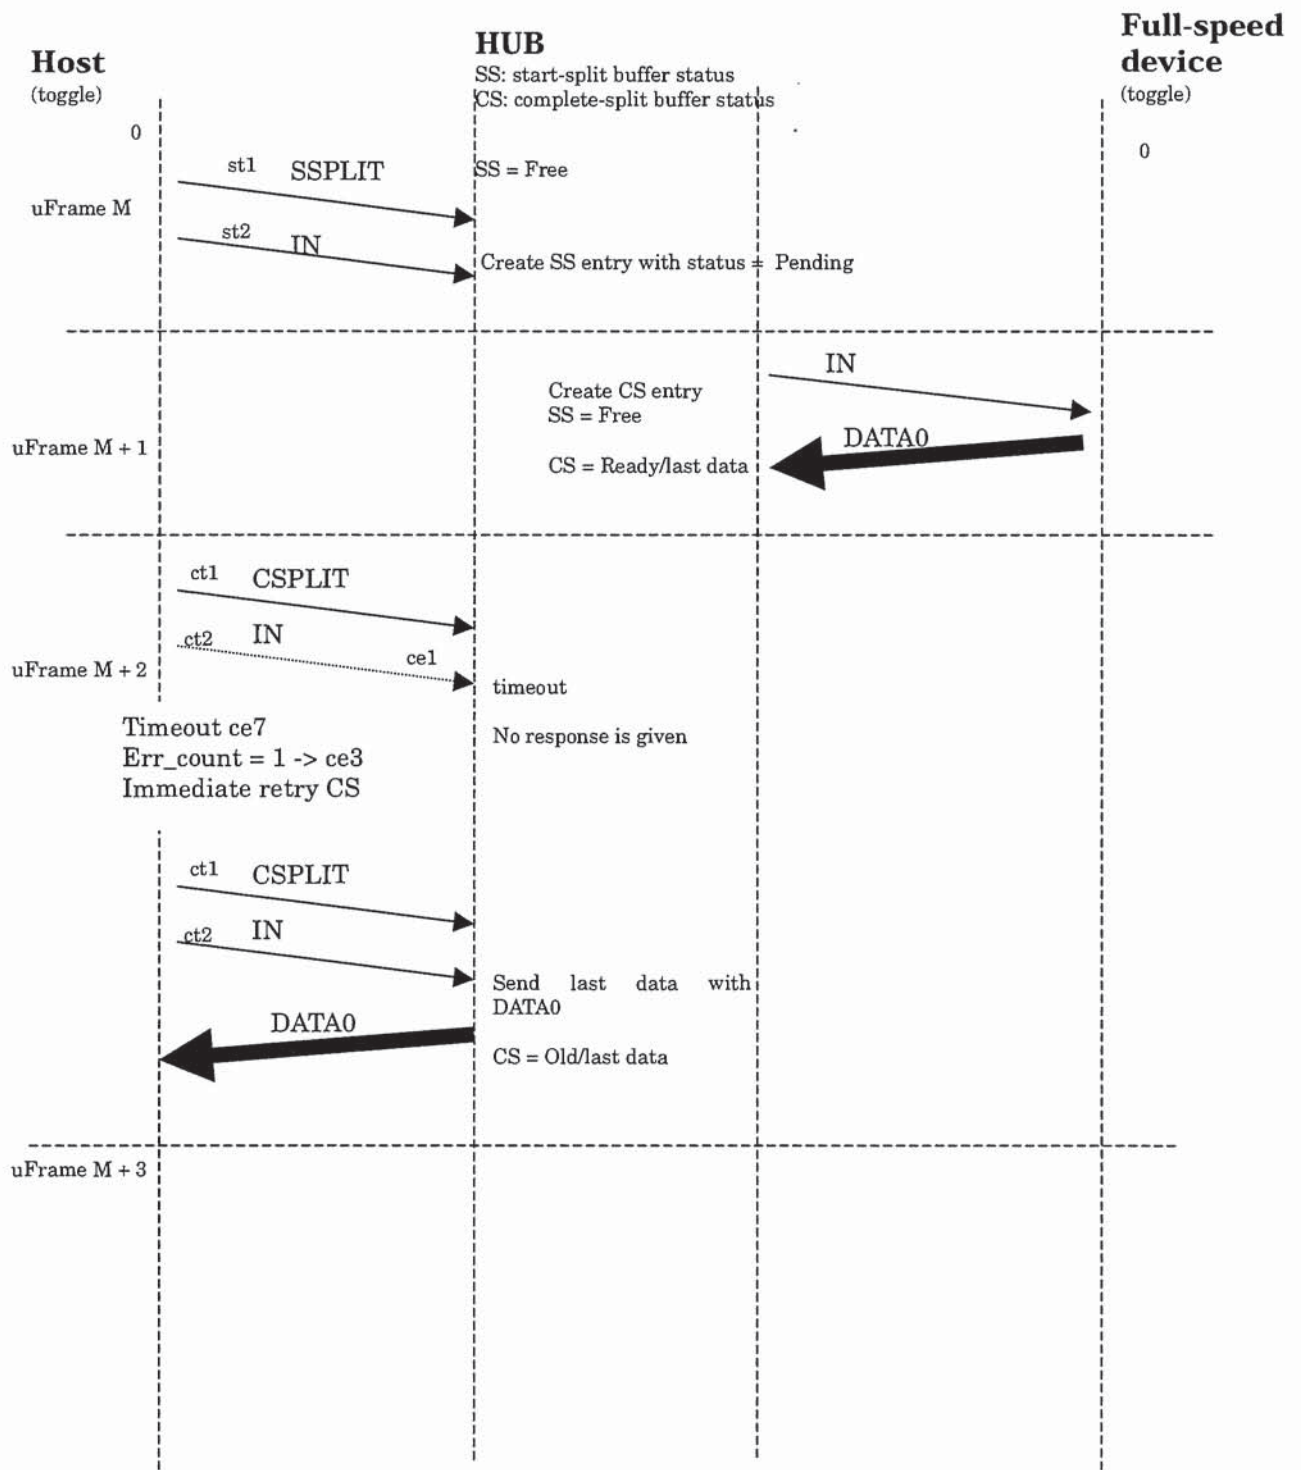 Host
(toggle)
HUB
SS: start-split buffer status
CS: complete-split buffer status
Full-speed
device
(toggle)
0
0
st1 SSPLIT
SS = Free
uFrame M
st2 IN
Create SS entry with status = Pending
IN
Create CS entry
SS = Free
DATA0
uFrame M + 1
CS = Ready/last data
ct1 CSPLIT
ct2 IN
ce1
uFrame M + 2
timeout
Timeout ce7
Err_count = 1 -> ce3
Immediate retry CS
No response is given
ct1 CSPLIT
ct2 IN
Send last data with
DATA0
DATA0
CS = Old/last data
uFrame M + 3